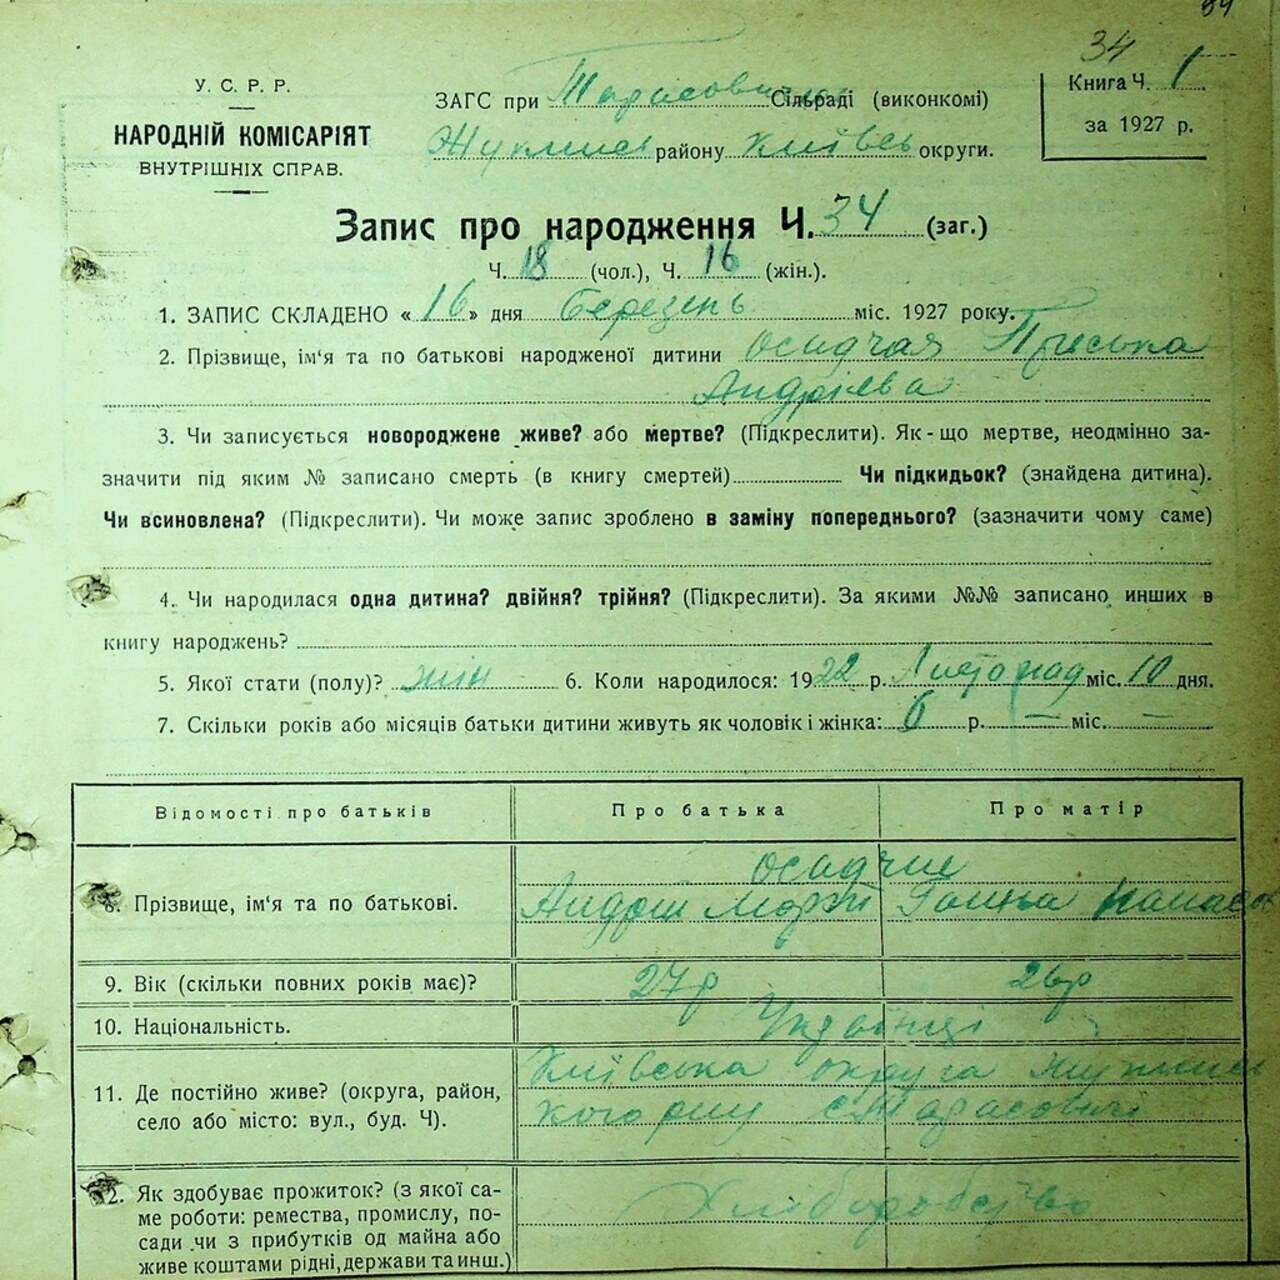 34
34
У. С. Р. Р.
НАРОДНІЙ КОМІСАРІЯТ
ВНУТРІШНІХ СПРАВ.
ЗАГС при Тарасовицькій Сільраді (виконкомі)
району Київсь округи.
Книга Ч. 1
за 1927 р.
Запис про народження Ч. 34 (заг.)
Ч. 18 (чол.), Ч. 16 (жін.).
1. ЗАПИС СКЛАДЕНО «16» дня Березень міс. 1927 року.
2. Прізвище, ім‘я та по батькові народженої дитини Осадчая Приська
Андрієва
3. Чи записується новороджене живе? або мертве? (Підкреслити). Як-що мертве, неодмінно за-
значити під яким № записано смерть (в книгу смертей) Чи підкидьок? (знайдена дитина).
Чи всиновлена? (Підкреслити). Чи може запис зроблено в заміну попереднього? (зазначити чому саме)
4. Чи народилася одна дитина? двійня? трійня? (Підкреслити). За якими №№ записано инших в
книгу народжень?
5. Якої стати (полу)? жін 6. Коли народилося: 1922 р. Листопад міс. 10 дня.
7. Скільки років або місяців батьки дитини живуть як чоловік і жінка: 6 р. — міс. —
Відомості про батьків Про батька Про матір
Осадчие
8. Прізвище, ім‘я та по батькові. Андрій Ганна
9. Вік (скільки повних років має)? 27р 26р
10. Національність. Українці
11. Де постійно живе? (округа, район, село або місто: вул., буд. Ч). Київська округа
кого рну с. Тарасовичі
12. Як здобуває прожиток? (з якої са-
ме роботи: ремества, промислу, по- Хліборобство
сади чи з прибутків од майна або
живе коштами рідні, держави та инш.)